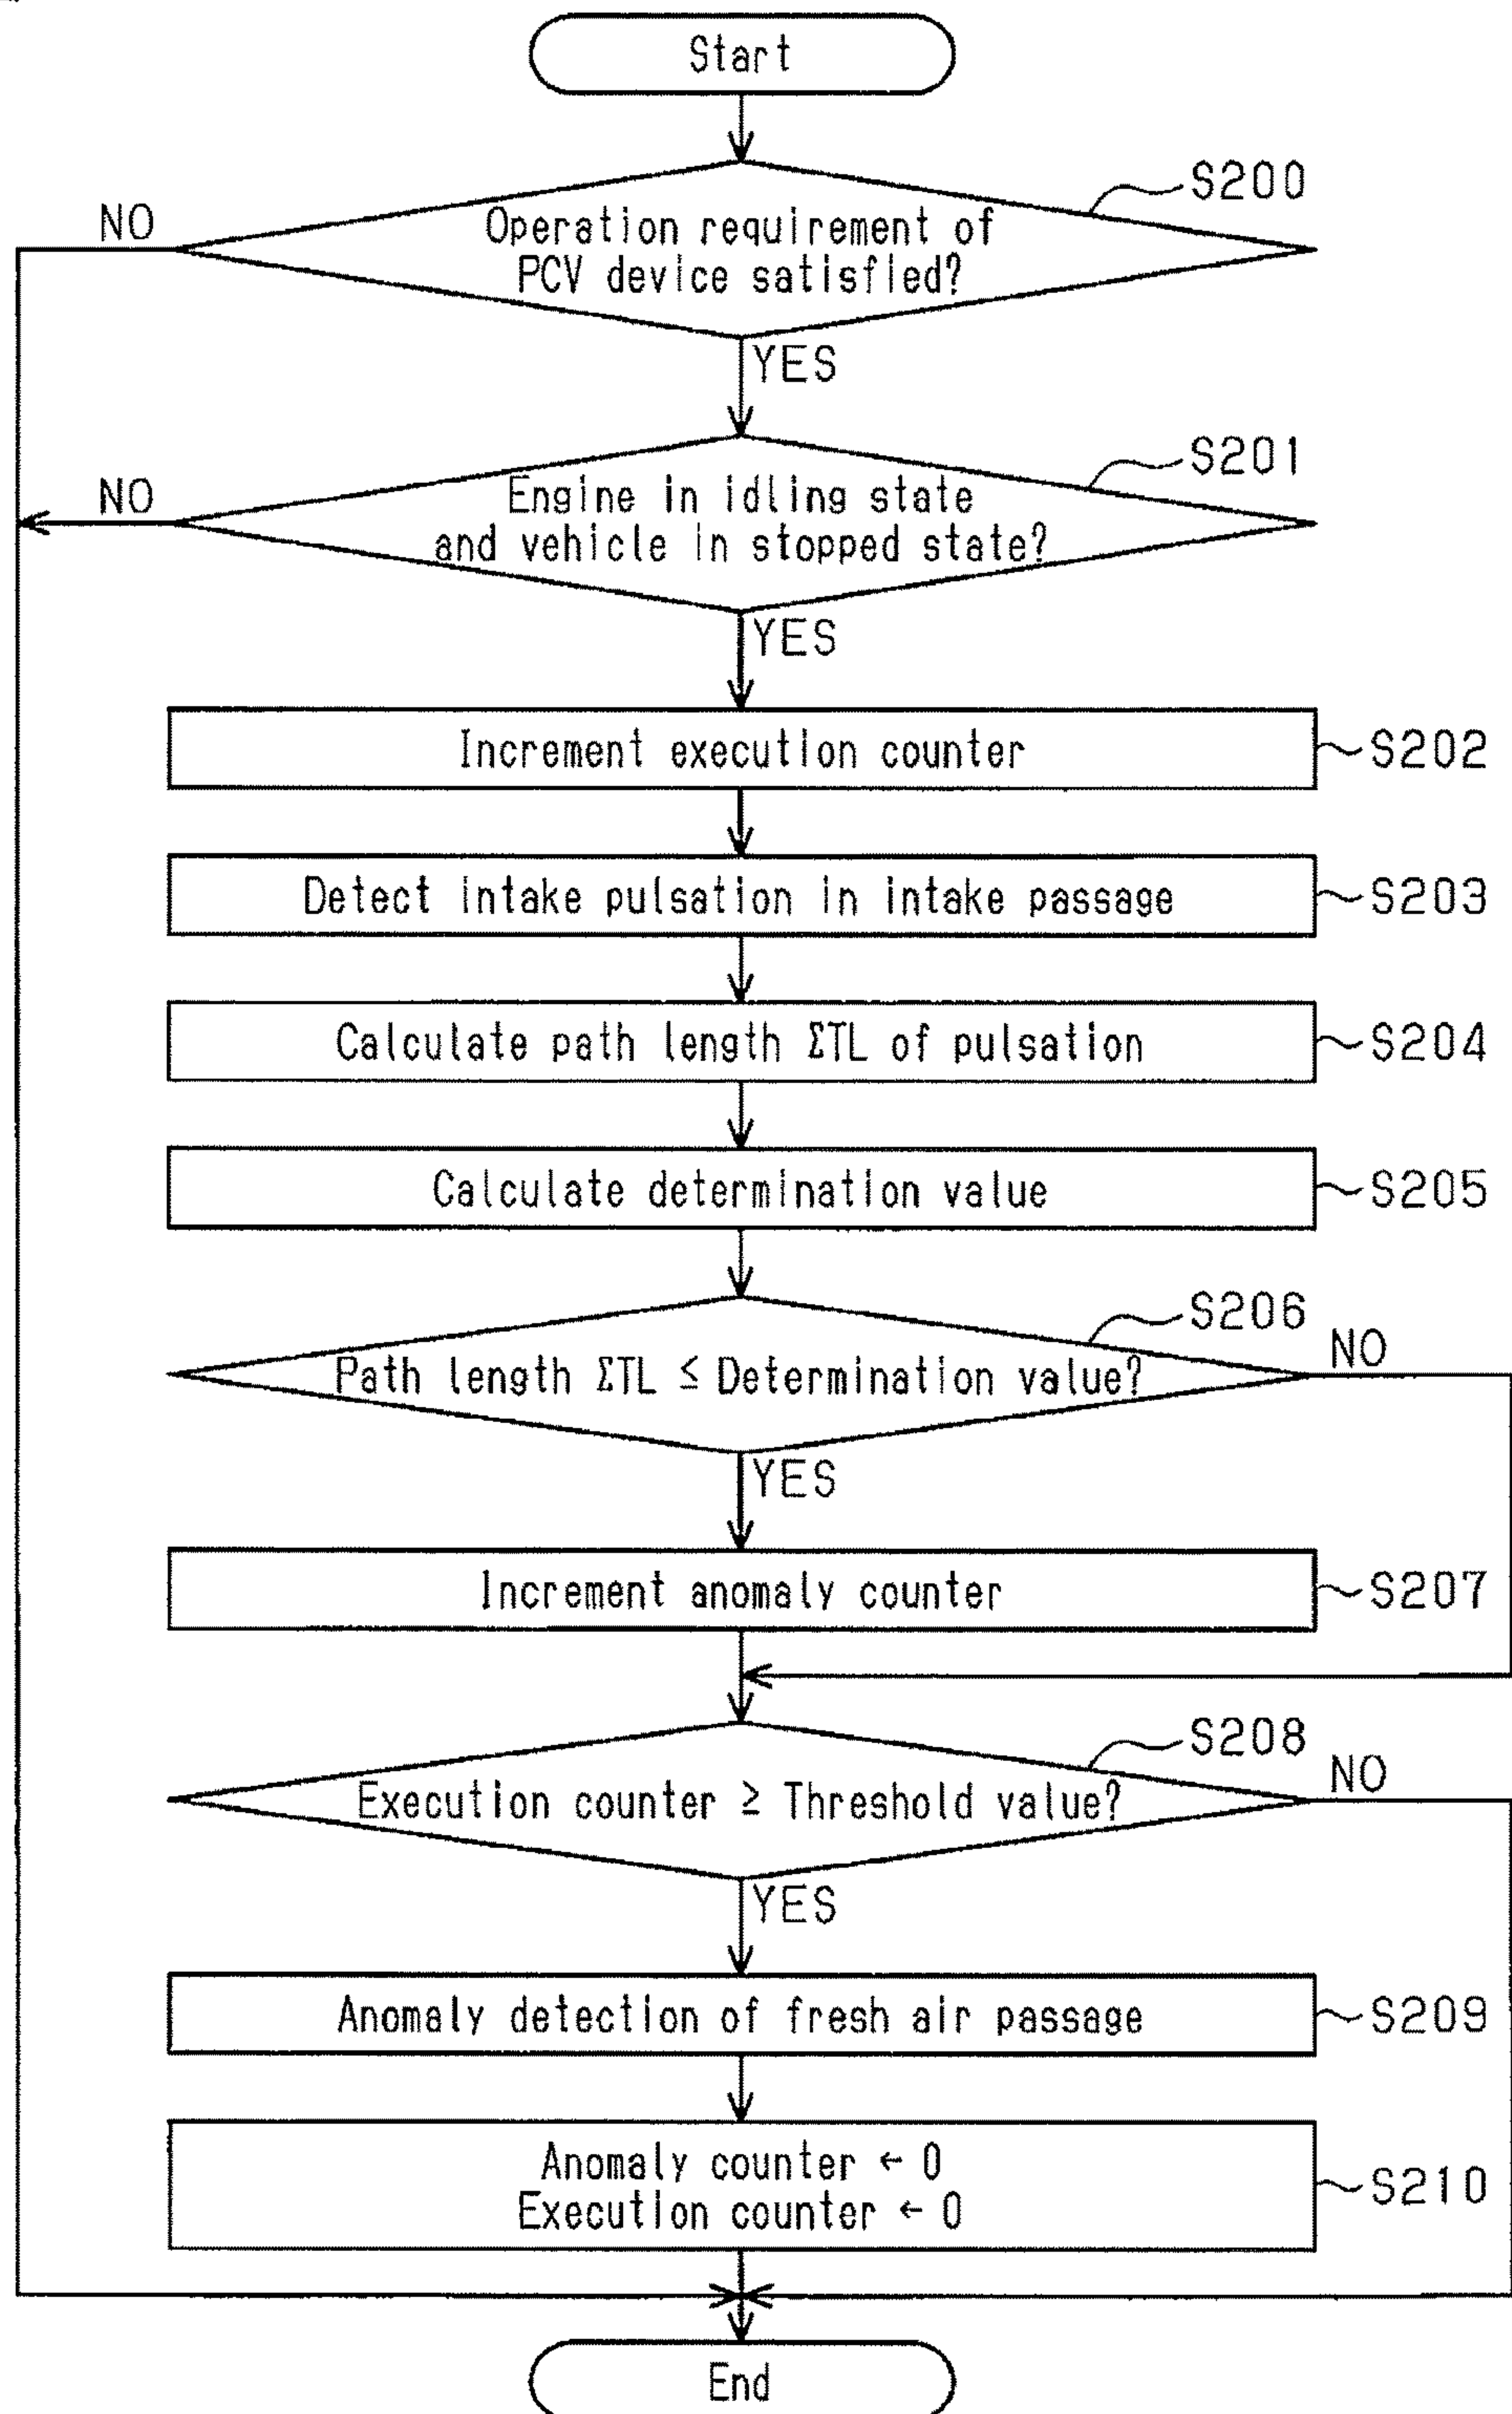 Start
S200
NO
Operation requirement of
PCV device satisfied?
YES
S201
NO
Engine in idling state
and vehicle in stopped state?
YES
Increment execution counter
S202
Detect intake pulsation in intake passage
S203
Calculate path length ΣTL of pulsation
S204
Calculate determination value
S205
S206
NO
Path length ΣTL ≤ Determination value?
YES
Increment anomaly counter
S207
S208
NO
Execution counter ≥ Threshold value?
YES
Anomaly detection of fresh air passage
S209
Anomaly counter ← 0
Execution counter ← 0
S210
End